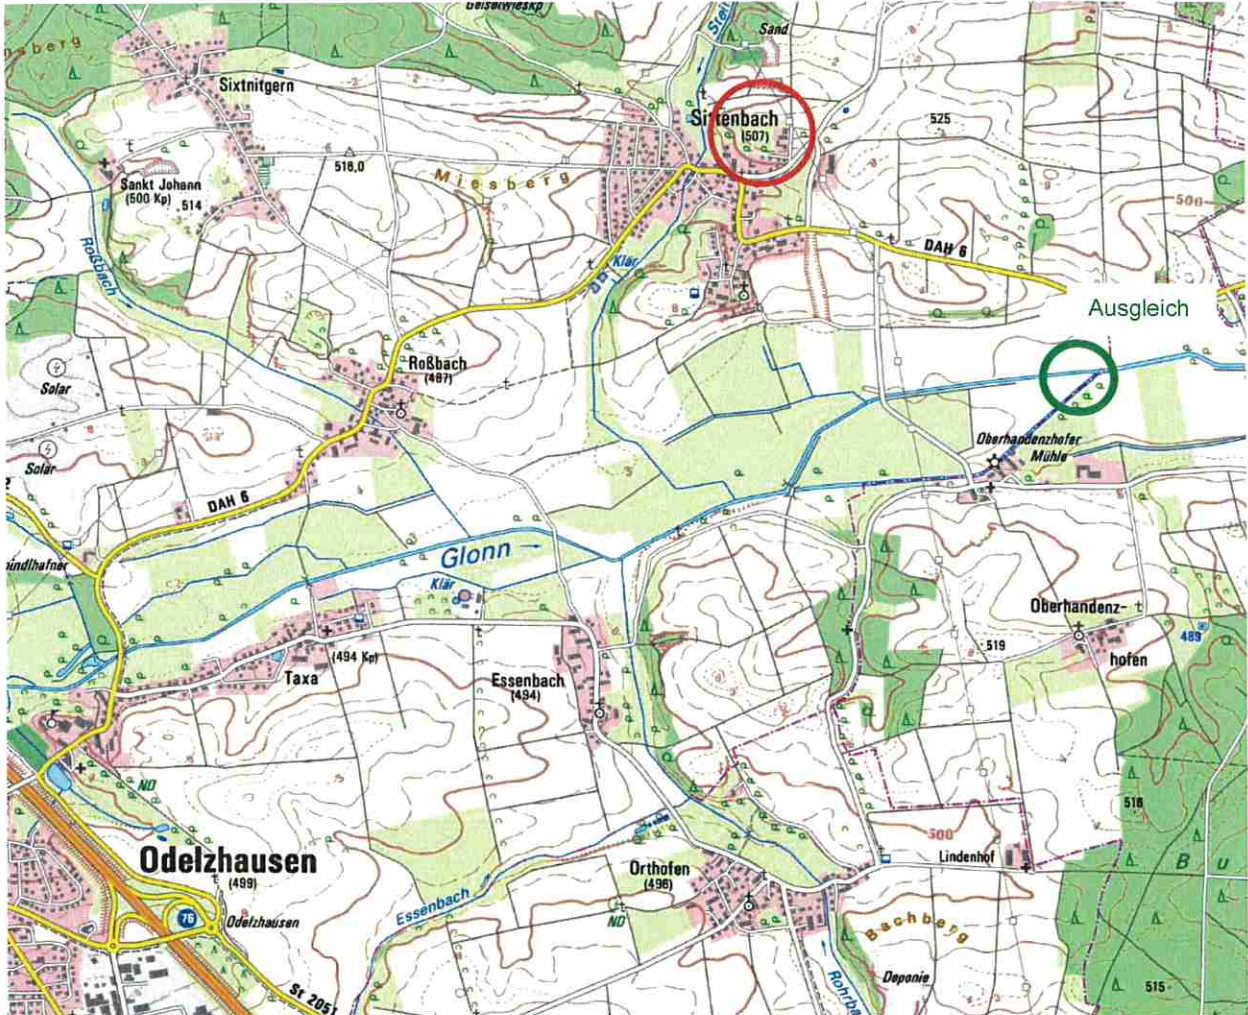 Geiselwieskp
Sand
Sixtnitgern
Sittenbach
(507)
525
516,0
Miesberg
Sankt Johann
(500 Kp)
514
500
Roßbach
DAH 6
Klär
Ausgleich
Roßbach
(487)
Solar
Solar
Oberhandenzhofer
Mühle
DAH 6
Glonn
Klär
Oberhandenz-
hofen
489
519
(494 Kp)
Taxa
Essenbach
(494)
ND
516
500
Lindenhof
Odelzhausen
(499)
Orthofen
(496)
Essenbach
76
Odelzhausen
ND
Bachberg
Deponie
St 2051
515